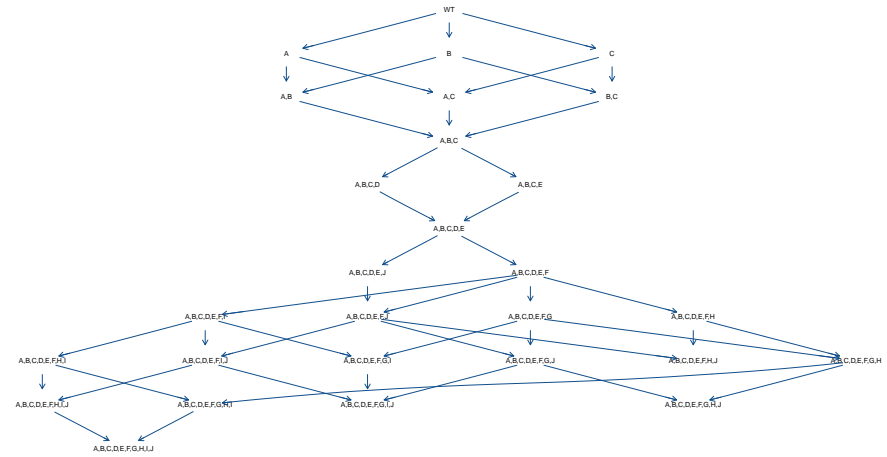 WT
A B C
A,B A,C B,C
A,B,C
A,B,C,D A,B,C,E
A,B,C,D,E
A,B,C,D,E,J A,B,C,D,E,F
A,B,C,D,E,F,I A,B,C,D,E,F,J A,B,C,D,E,F,G A,B,C,D,E,F,H
A,B,C,D,E,F,H,I A,B,C,D,E,F,I,J A,B,C,D,E,F,G,I A,B,C,D,E,F,G,J A,B,C,D,E,F,H,J A,B,C,D,E,F,G,H
A,B,C,D,E,F,H,I,J A,B,C,D,E,F,G,H,I A,B,C,D,E,F,G,I,J A,B,C,D,E,F,G,H,J
A,B,C,D,E,F,G,H,I,J